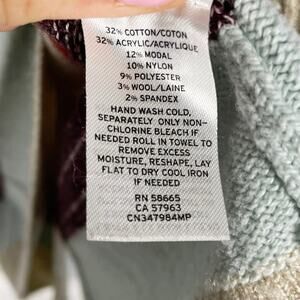 32% COTTON/COTON
32% ACRYLIC/ACRYLIQUE
12% MODAL
10% NYLON
9% POLYESTER
3% WOOL/LAINE
2% SPANDEX
HAND WASH COLD,
SEPARATELY ONLY NON-
CHLORINE BLEACH IF
NEEDED ROLL IN TOWEL TO
REMOVE EXCESS
MOISTURE, RESHAPE, LAY
FLAT TO DRY COOL IRON
IF NEEDED
RN 58665
CA 57963
CN347984MP